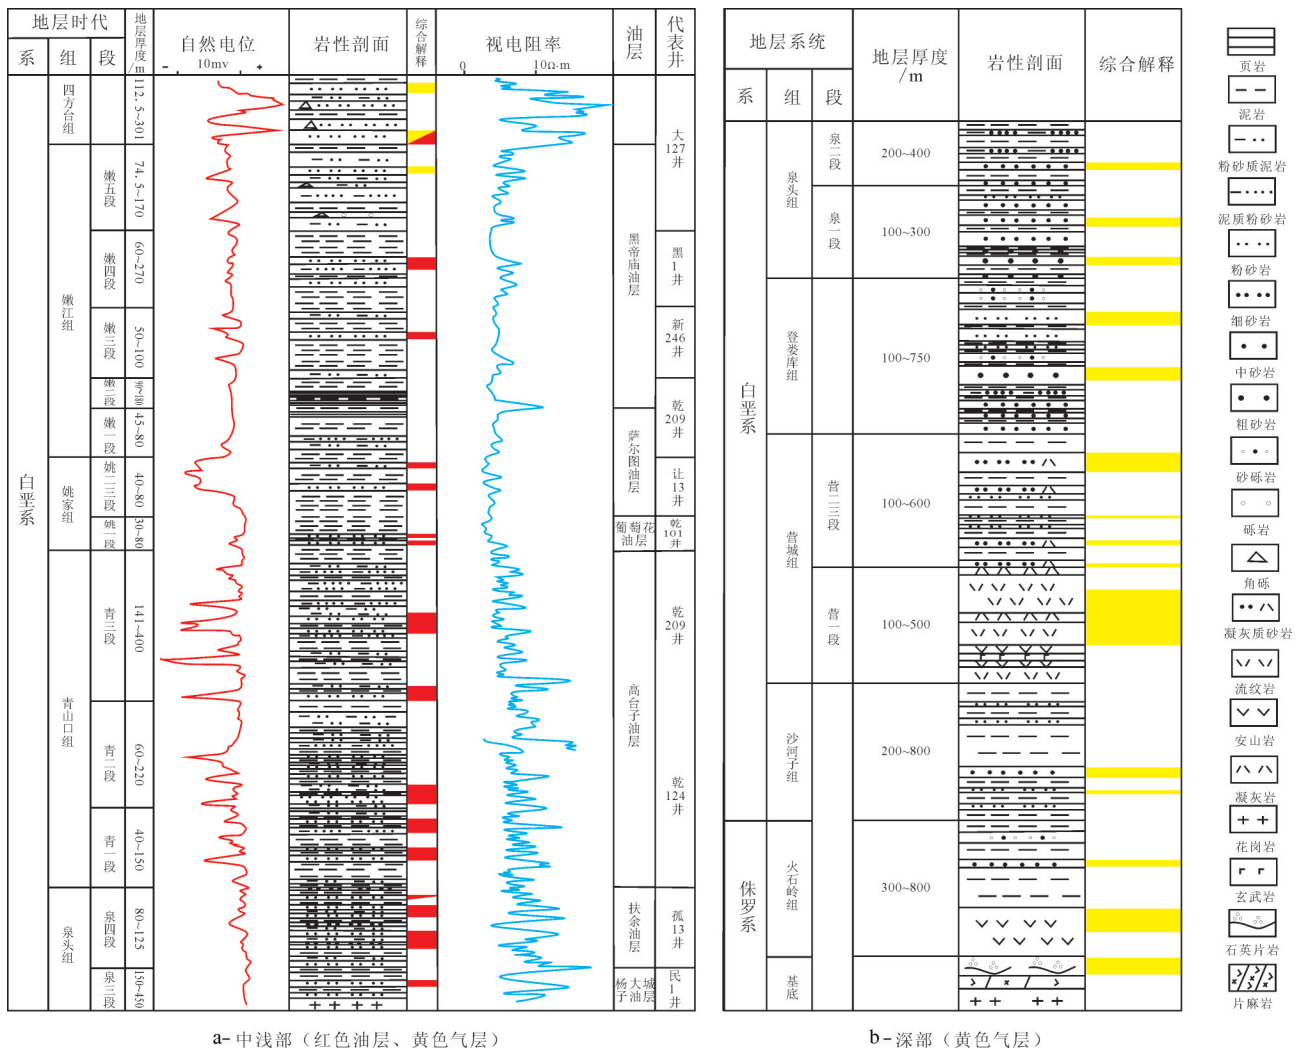 地层时代
系
组
段
地层厚度/m
自然电位
- 10mv +
岩性剖面
综合解释
视电阻率
0 10Ω·m
油层
代表井
白垩系
四方台组
嫩江组
姚家组
青山口组
泉头组
嫩五段
嫩四段
嫩三段
嫩二段
嫩一段
姚二三段
姚一段
青三段
青二段
青一段
泉四段
泉三段
112.5~301
74.5~170
60~270
50~100
45~80
40~80
30~80
141~400
60~220
40~150
80~125
150~450
黑帝庙油层
萨尔图油层
葡萄花油层
高台子油层
扶余油层
杨大城子油层
大127井
黑1井
新246井
乾209井
让13井
乾101井
乾209井
乾124井
孤13井
民1井
a-中浅部（红色油层、黄色气层）
地层系统
系
组
段
地层厚度/m
岩性剖面
综合解释
白垩系
侏罗系
泉头组
登娄库组
营城组
沙河子组
火石岭组
基底
泉二段
泉一段
营二三段
营一段
200~400
100~300
100~750
100~600
100~500
200~800
300~800
b-深部（黄色气层）
页岩
泥岩
粉砂质泥岩
泥质粉砂岩
粉砂岩
细砂岩
中砂岩
粗砂岩
砂砾岩
砾岩
角砾
凝灰质砂岩
流纹岩
安山岩
凝灰岩
花岗岩
玄武岩
石英片岩
片麻岩